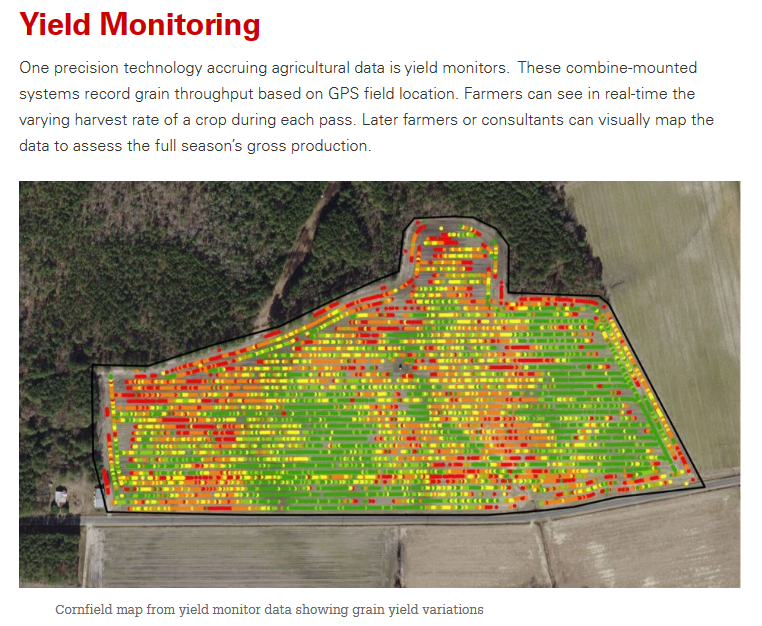 Yield Monitoring
One precision technology accruing agricultural data is yield monitors.  These combine-mounted
systems record grain throughput based on GPS field location. Farmers can see in real-time the
varying harvest rate of a crop during each pass. Later farmers or consultants can visually map the
data to assess the full season’s gross production.
Cornfield map from yield monitor data showing grain yield variations